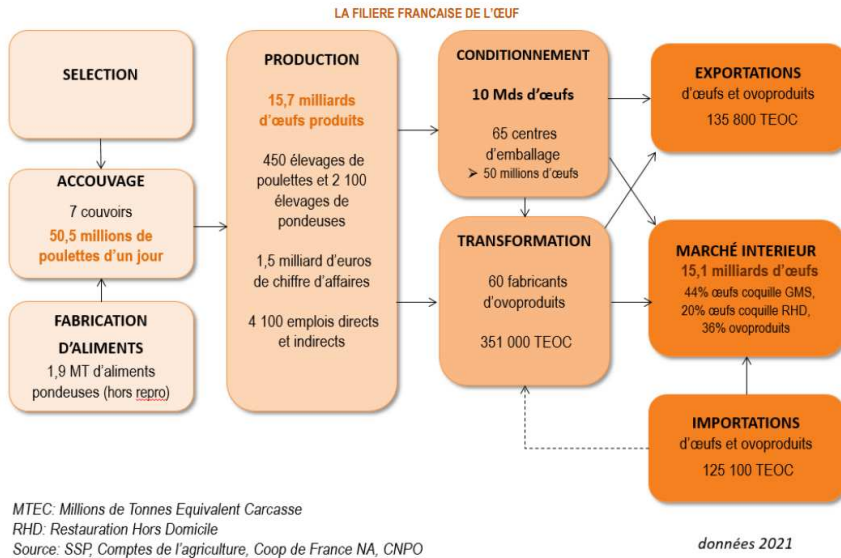 LA FILIERE FRANCAISE DE L'ŒUF
SELECTION
ACCOUVAGE
7 couvoirs
50,5 millions de
poulettes d'un jour
FABRICATION
D'ALIMENTS
1,9 MT d'aliments
pondeuses (hors repro)
PRODUCTION
15,7 milliards
d'œufs produits
450 élevages de
poulettes et 2 100
élevages de
pondeuses
1,5 milliard d'euros
de chiffre d'affaires
4 100 emplois directs
et indirects
CONDITIONNEMENT
10 Mds d'œufs
65 centres
d'emballage
➢ 50 millions d'œufs
TRANSFORMATION
60 fabricants
d'ovoproduits
351 000 TEOC
EXPORTATIONS
d'œufs et ovoproduits
135 800 TEOC
MARCHÉ INTERIEUR
15,1 milliards d'œufs
44% œufs coquille GMS,
20% œufs coquille RHD,
36% ovoproduits
IMPORTATIONS
d'œufs et ovoproduits
125 100 TEOC
MTEC: Millions de Tonnes Equivalent Carcasse
RHD: Restauration Hors Domicile
Source: SSP, Comptes de l'agriculture, Coop de France NA, CNPO
données 2021